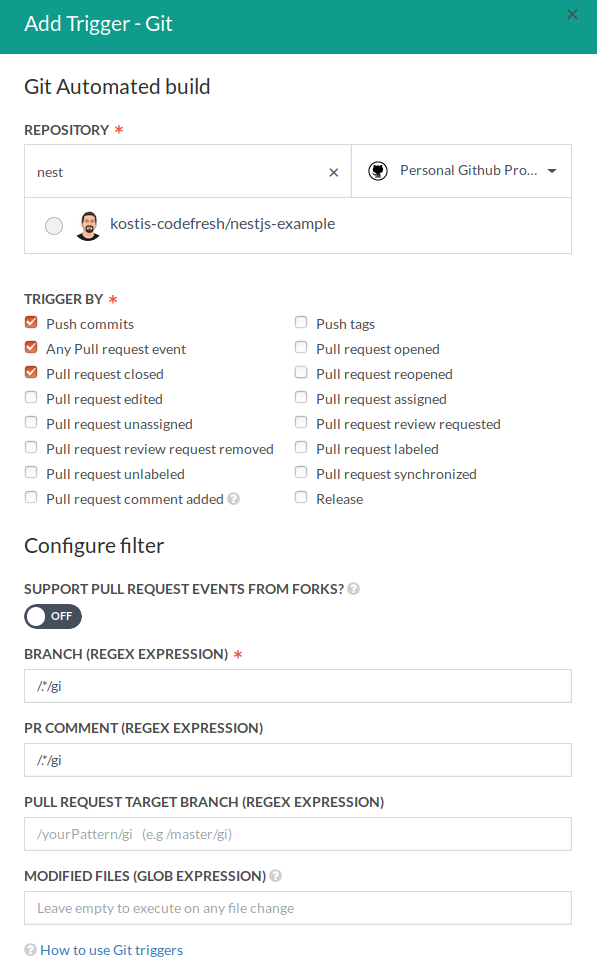 Add Trigger - Git
Git Automated build
REPOSITORY *
nest
Personal Github Pro...
kostis-codefresh/nestjs-example
TRIGGER BY *
Push commits
Push tags
Any Pull request event
Pull request opened
Pull request closed
Pull request reopened
Pull request edited
Pull request assigned
Pull request unassigned
Pull request review requested
Pull request review request removed
Pull request labeled
Pull request unlabeled
Pull request synchronized
Pull request comment added ?
Release
Configure filter
SUPPORT PULL REQUEST EVENTS FROM FORKS? ?
OFF
BRANCH (REGEX EXPRESSION) *
/.*/gi
PR COMMENT (REGEX EXPRESSION)
/.*/gi
PULL REQUEST TARGET BRANCH (REGEX EXPRESSION)
/yourPattern/gi (e.g /master/gi)
MODIFIED FILES (GLOB EXPRESSION) ?
Leave empty to execute on any file change
? How to use Git triggers